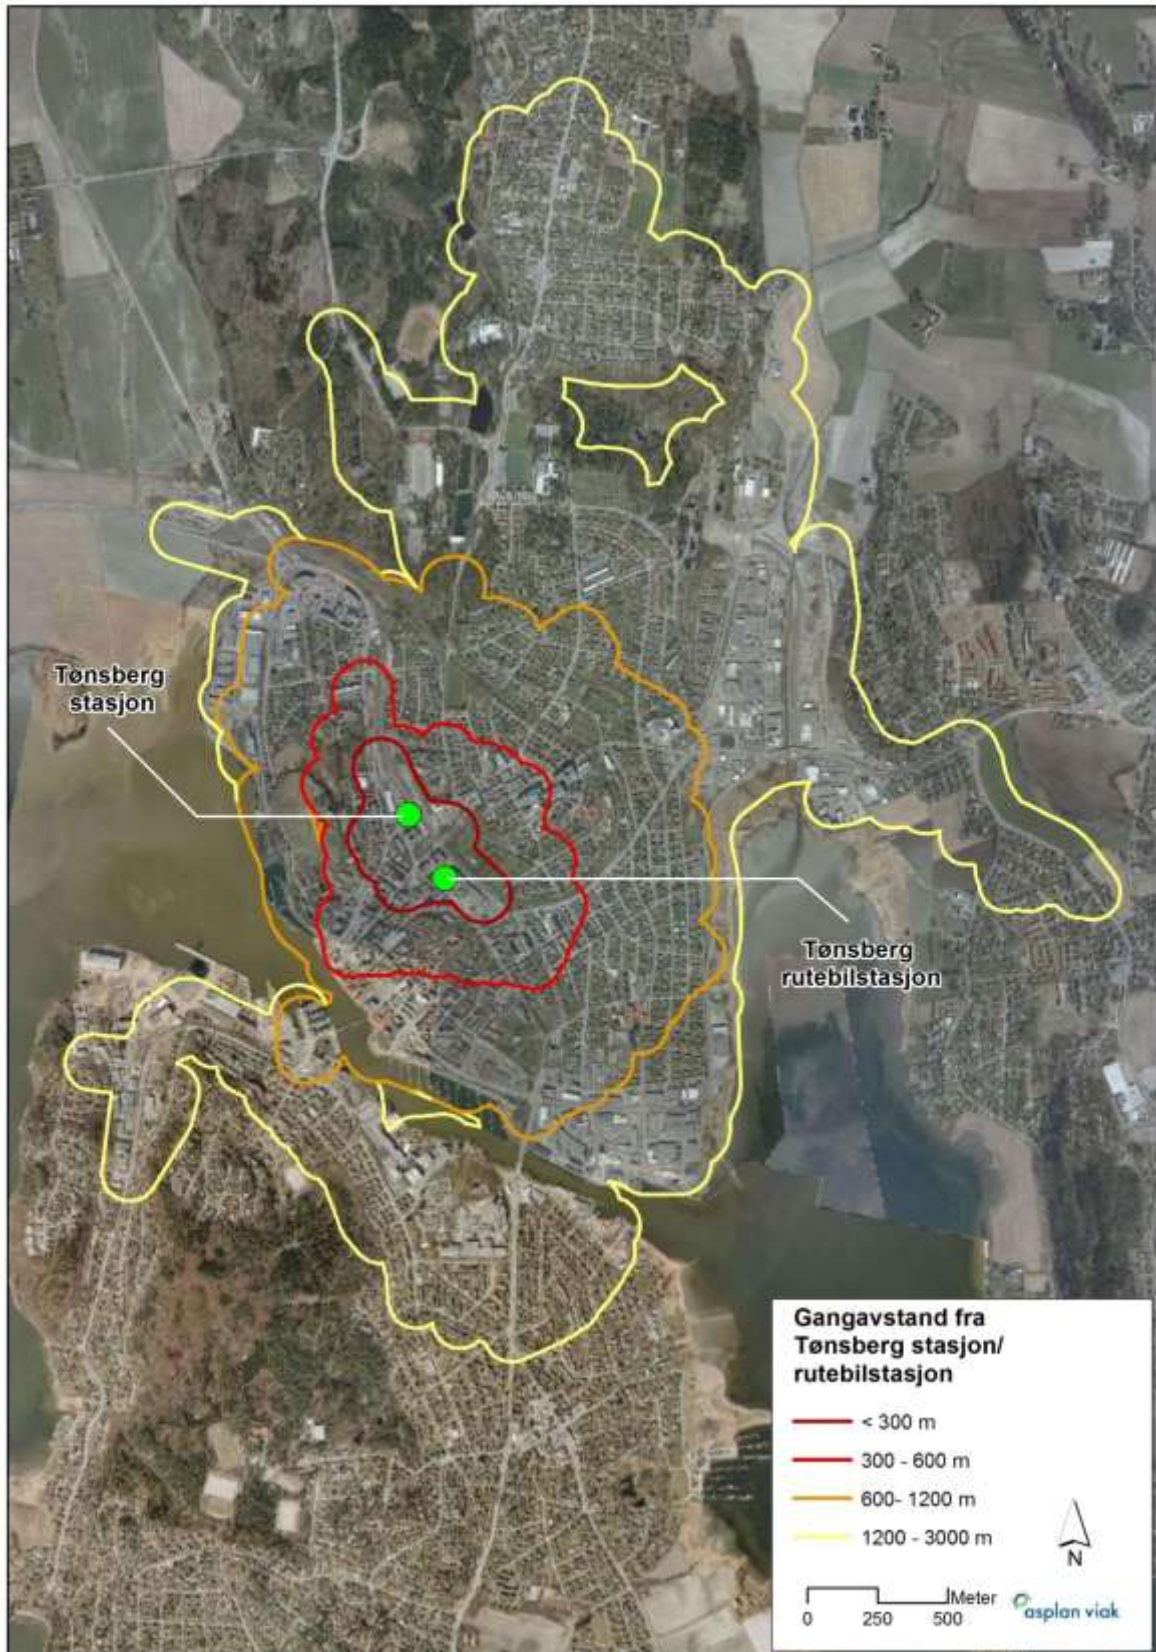 Tønsberg
stasjon
Tønsberg
rutebilstasjon
Gangavstand fra
Tønsberg stasjon/
rutebilstasjon
< 300 m
300 - 600 m
600- 1200 m
1200 - 3000 m
N
Meter
0 250 500
asplan viak